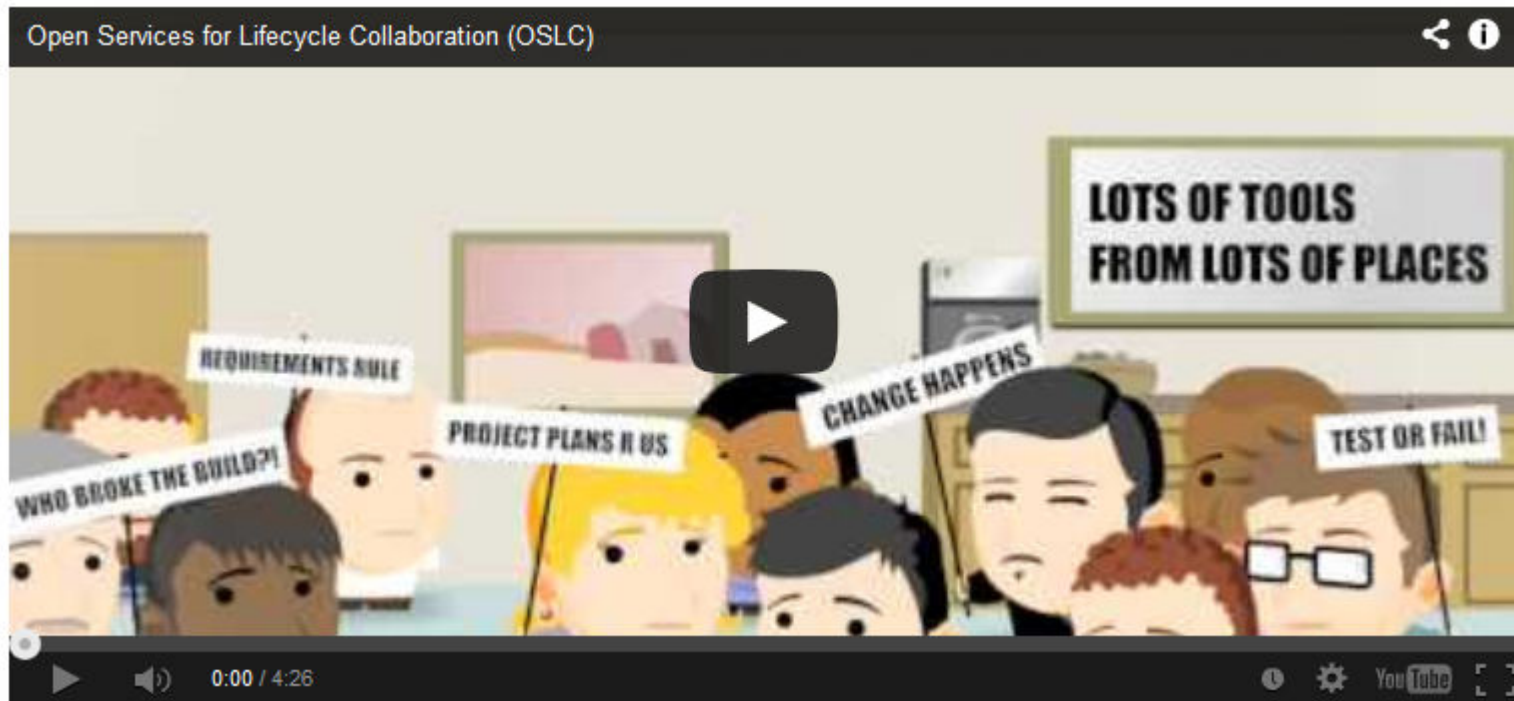 Open Services for Lifecycle Collaboration (OSLC)
LOTS OF TOOLS
FROM LOTS OF PLACES
REQUIREMENTS RULE
CHANGE HAPPENS
PROJECT PLANS R US
TEST OR FAIL!
WHO BROKE THE BUILD?!
0:00 / 4:26
YouTube